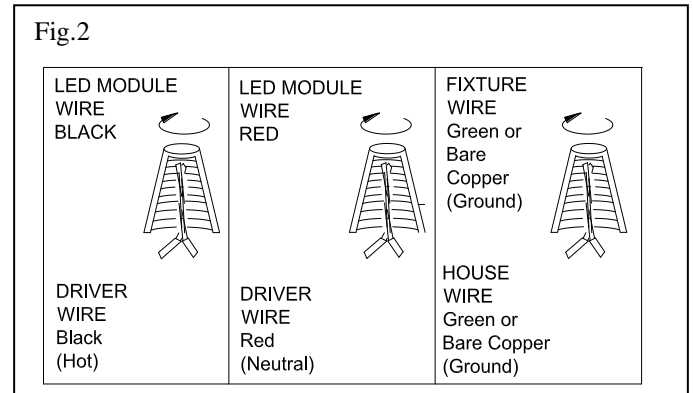 Fig.2
LED MODULE
WIRE
BLACK
DRIVER
WIRE
Black
(Hot)
LED MODULE
WIRE
RED
DRIVER
WIRE
Red
(Neutral)
FIXTURE
WIRE
Green or
Bare
Copper
(Ground)
HOUSE
WIRE
Green or
Bare Copper
(Ground)